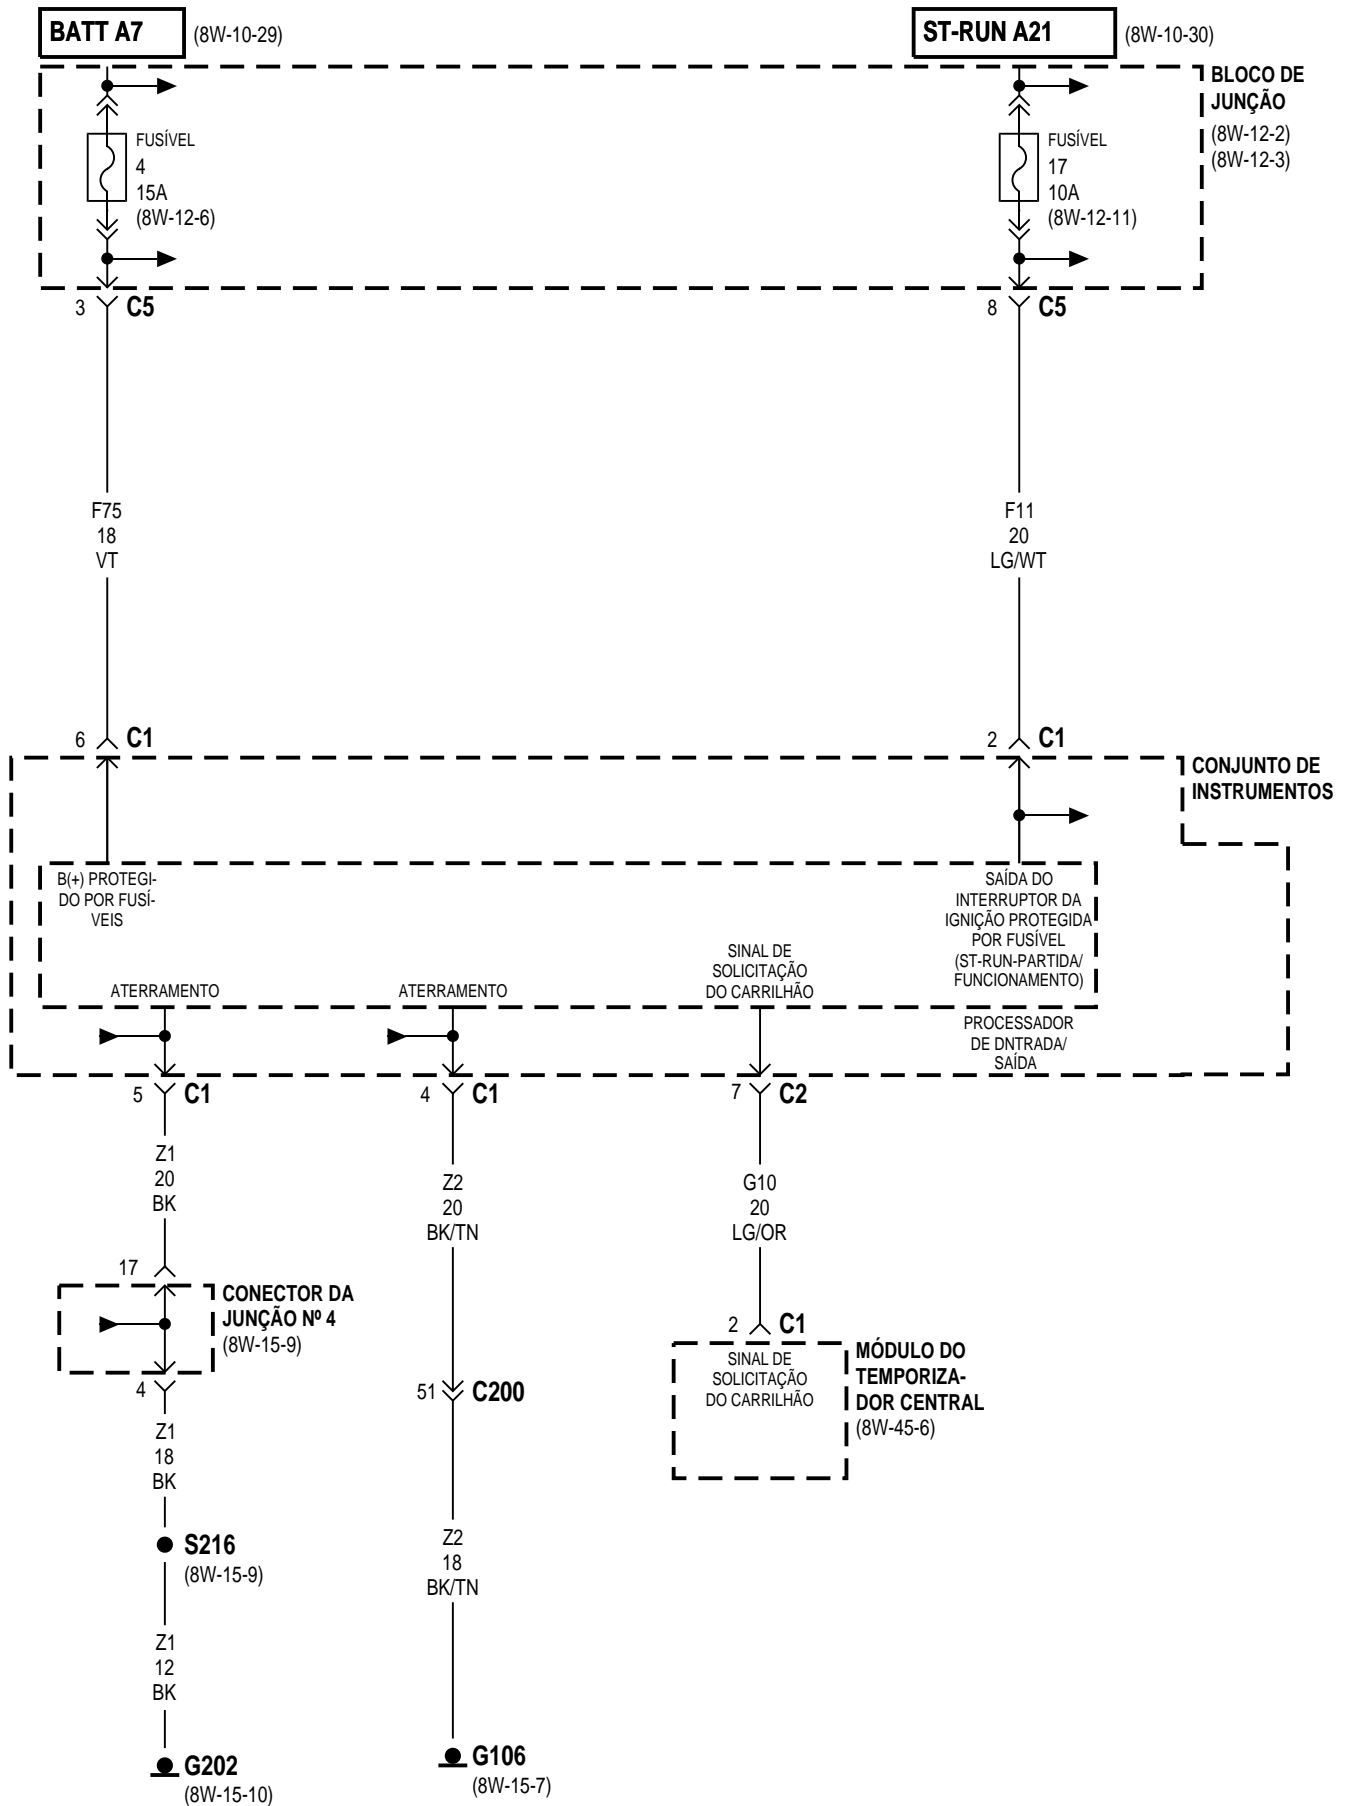 BATT A7
(8W-10-29)
ST-RUN A21
(8W-10-30)
BLOCO DE
JUNÇÃO
(8W-12-2)
(8W-12-3)
FUSÍVEL
4
15A
(8W-12-6)
FUSÍVEL
17
10A
(8W-12-11)
3
C5
8
C5
F75
18
VT
F11
20
LG/WT
6
C1
2
C1
CONJUNTO DE
INSTRUMENTOS
B(+) PROTEGI-
DO POR FUSÍ-
VEIS
SAÍDA DO
INTERRUPTOR DA
IGNIÇÃO PROTEGIDA
POR FUSÍVEL
(ST-RUN-PARTIDA/
FUNCIONAMENTO)
ATERRAMENTO
ATERRAMENTO
SINAL DE
SOLICITAÇÃO
DO CARRILHÃO
PROCESSADOR
DE DNTRADA/
SAÍDA
5
C1
4
C1
7
C2
Z1
20
BK
Z2
20
BK/TN
G10
20
LG/OR
17
CONECTOR DA
JUNÇÃO Nº 4
(8W-15-9)
4
2
C1
SINAL DE
SOLICITAÇÃO
DO CARRILHÃO
MÓDULO DO
TEMPORIZA-
DOR CENTRAL
(8W-45-6)
51
C200
Z1
18
BK
S216
(8W-15-9)
Z2
18
BK/TN
Z1
12
BK
G202
(8W-15-10)
G106
(8W-15-7)